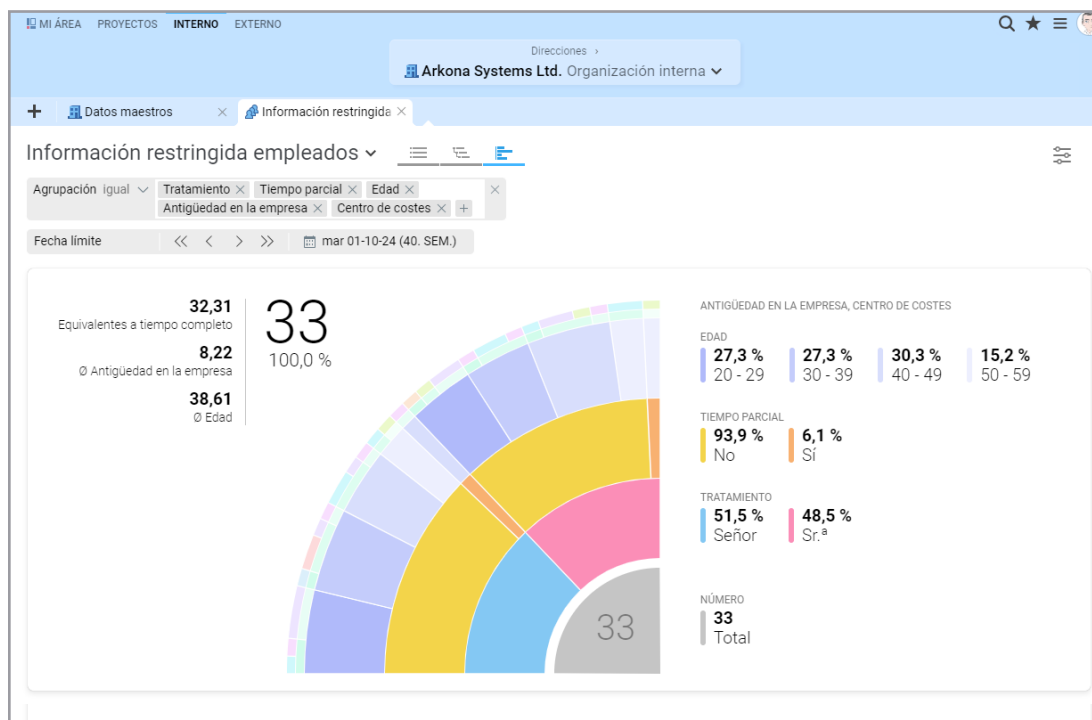 MI ÁREA PROYECTOS INTERNO EXTERNO
Direcciones ›
Arkona Systems Ltd. Organización interna
Datos maestros
Información restringida
Información restringida empleados
Agrupación igual Tratamiento × Tiempo parcial × Edad ×
Antigüedad en la empresa × Centro de costes × +
Fecha límite << < > >> mar 01-10-24 (40. SEM.)
32,31
Equivalentes a tiempo completo
8,22
Ø Antigüedad en la empresa
38,61
Ø Edad
33
100,0 %
33
ANTIGÜEDAD EN LA EMPRESA, CENTRO DE COSTES
EDAD
27,3 % 27,3 % 30,3 % 15,2 %
20 - 29 30 - 39 40 - 49 50 - 59
TIEMPO PARCIAL
93,9 % 6,1 %
No Sí
TRATAMIENTO
51,5 % 48,5 %
Señor Sr.ª
NÚMERO
33
Total